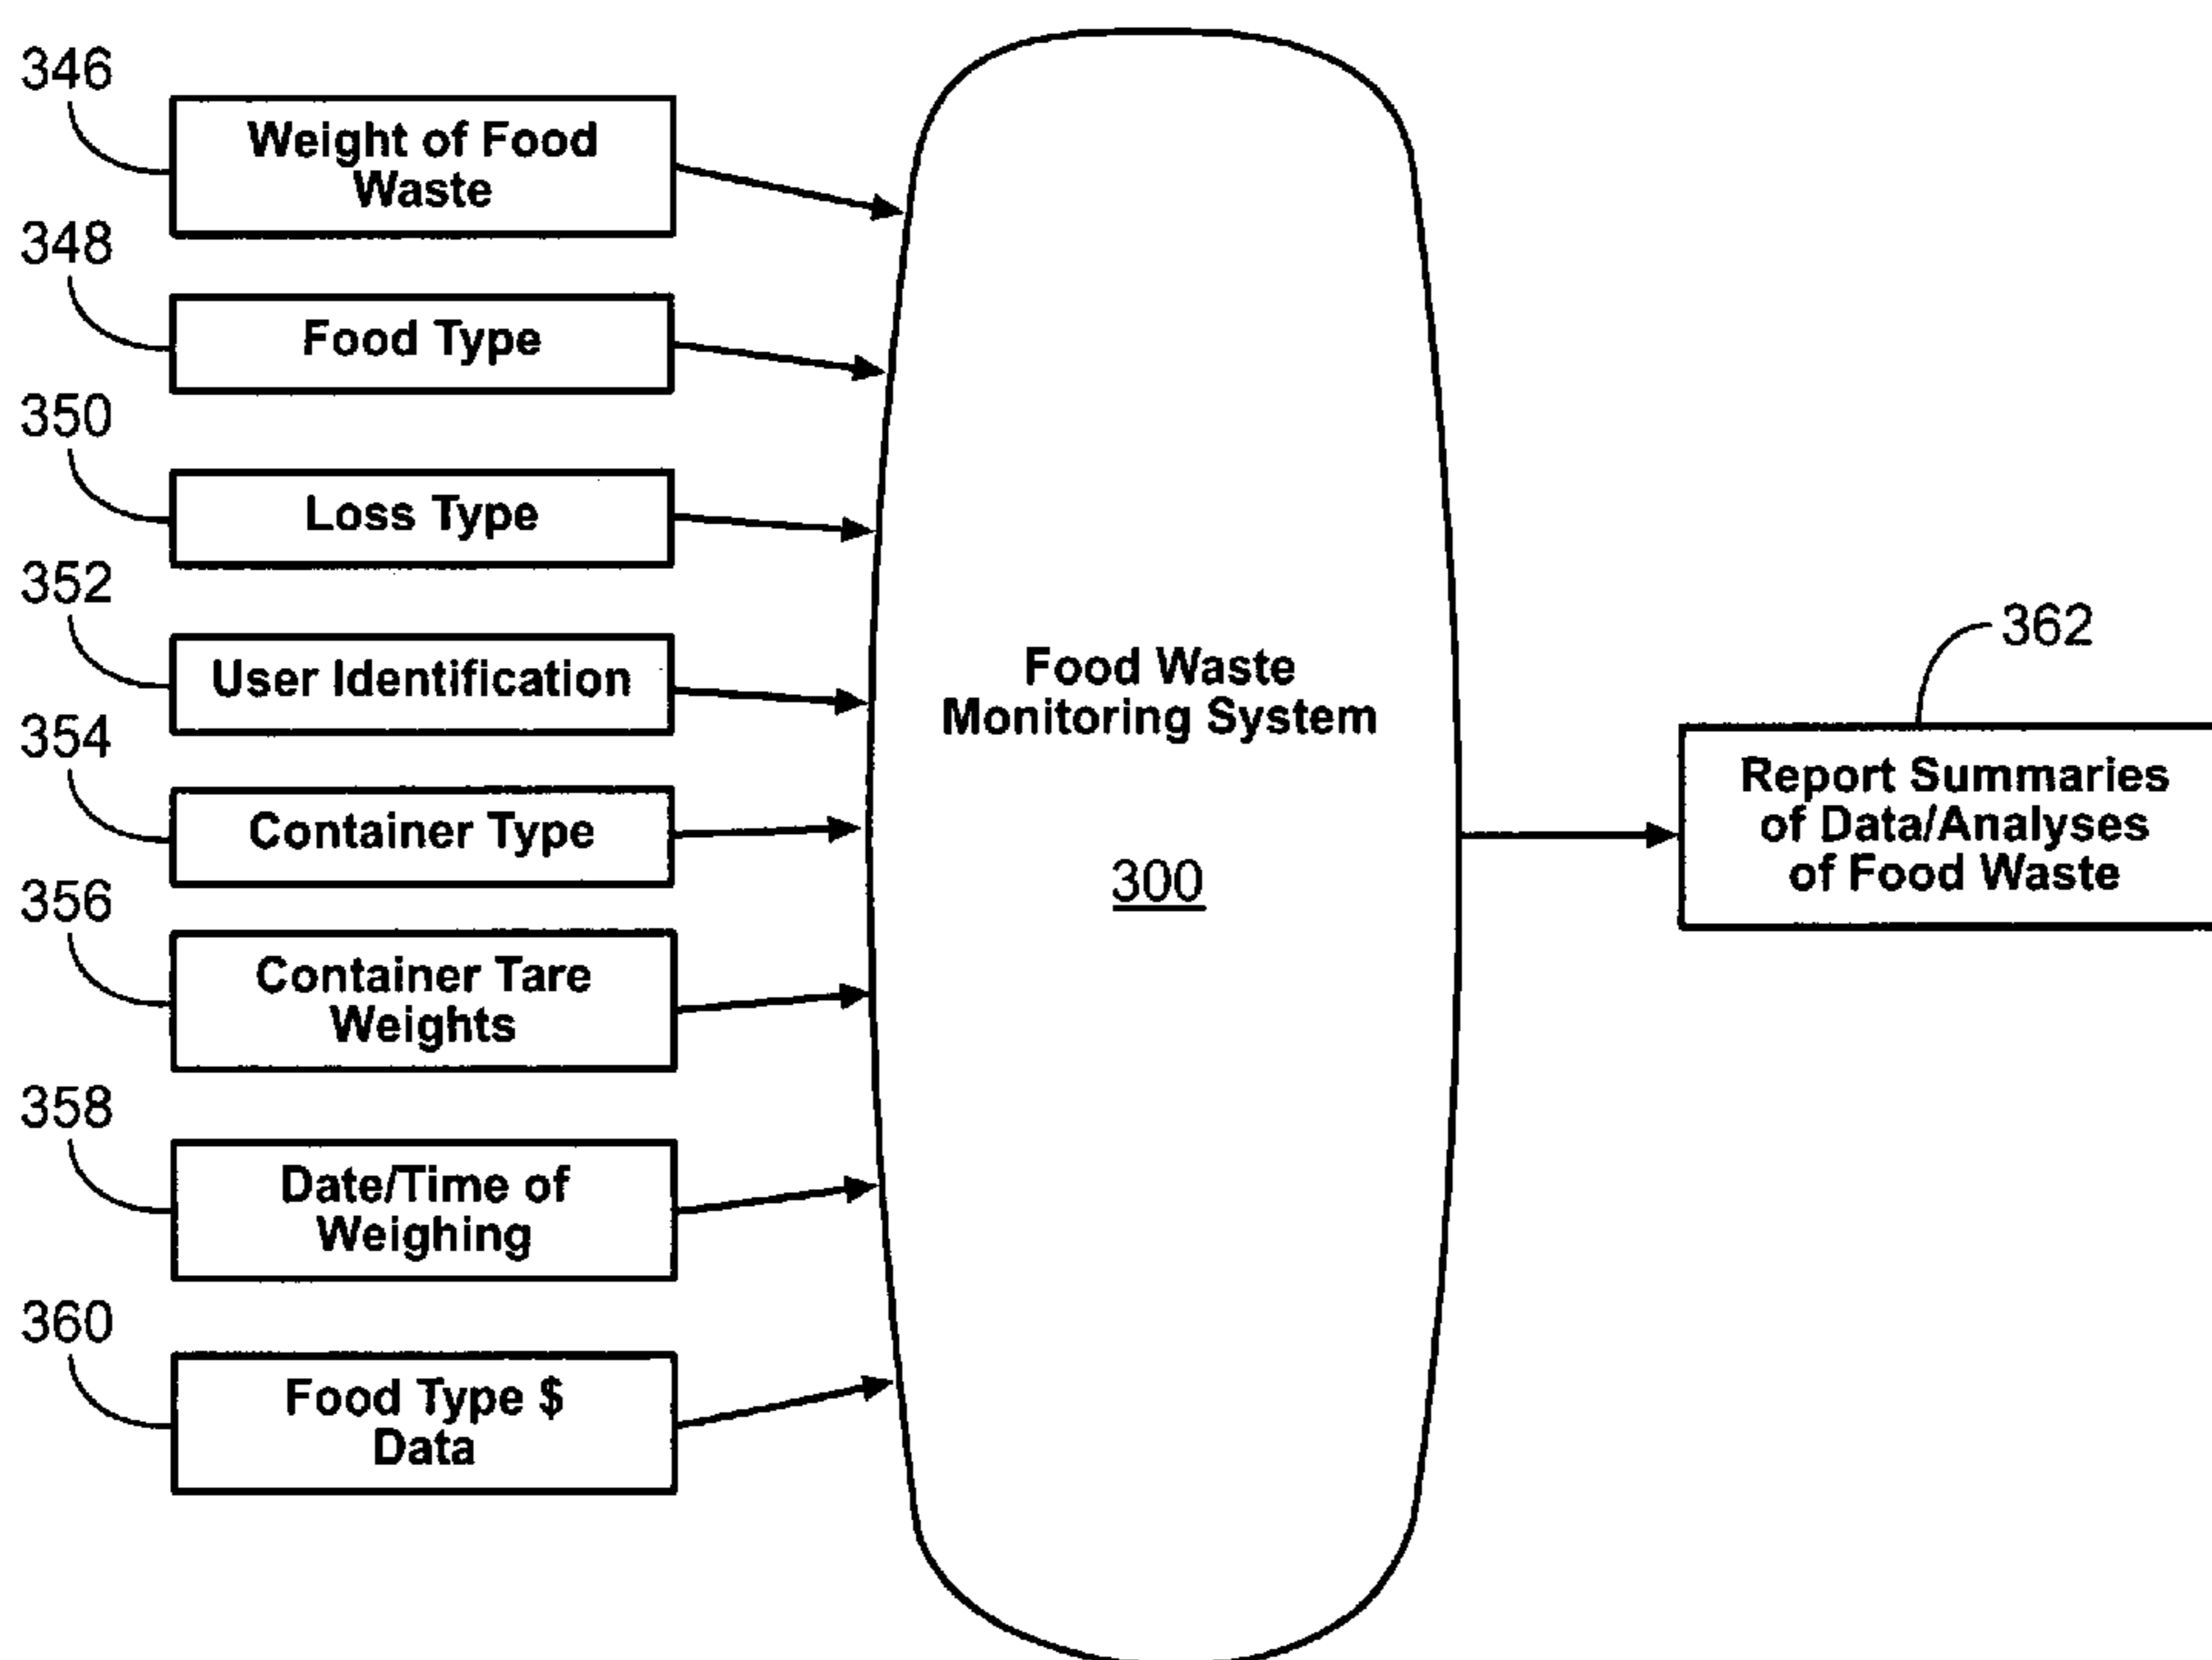 346
Weight of Food
Waste
348
Food Type
350
Loss Type
352
User Identification
354
Container Type
356
Container Tare
Weights
358
Date/Time of
Weighing
360
Food Type $
Data
Food Waste
Monitoring System
300
362
Report Summaries
of Data/Analyses
of Food Waste